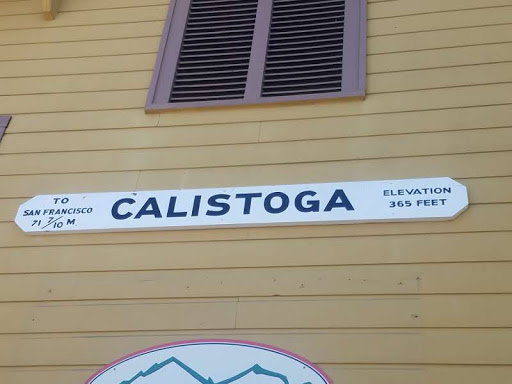 TO
SAN FRANCISCO
71 7/10 M
CALISTOGA
ELEVATION
365 FEET